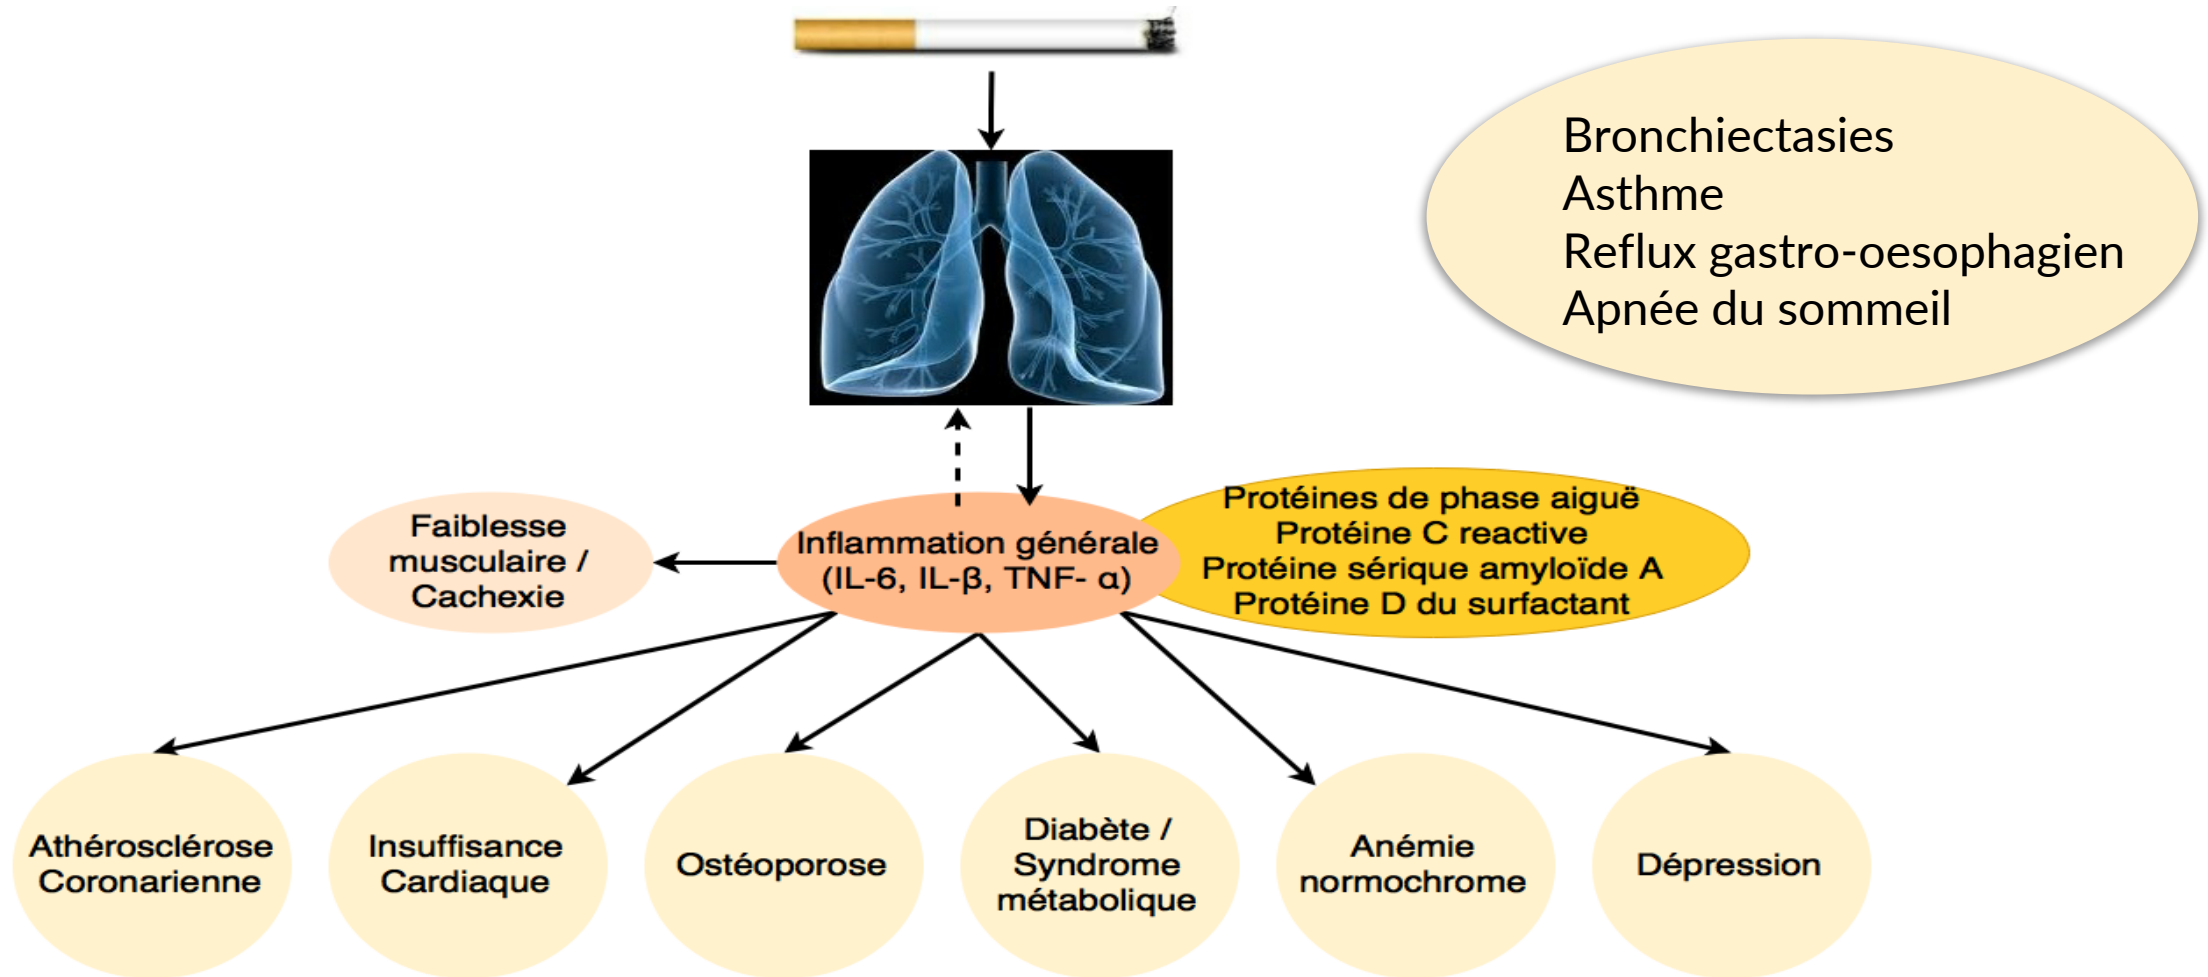 Bronchiectasies
Asthme
Reflux gastro-oesophagien
Apnée du sommeil
Faiblesse
musculaire /
Cachexie
Inflammation générale
(IL-6, IL-β, TNF- α)
Protéines de phase aiguë
Protéine C reactive
Protéine sérique amyloïde A
Protéine D du surfactant
Athérosclérose
Coronarienne
Insuffisance
Cardiaque
Ostéoporose
Diabète /
Syndrome
métabolique
Anémie
normochrome
Dépression